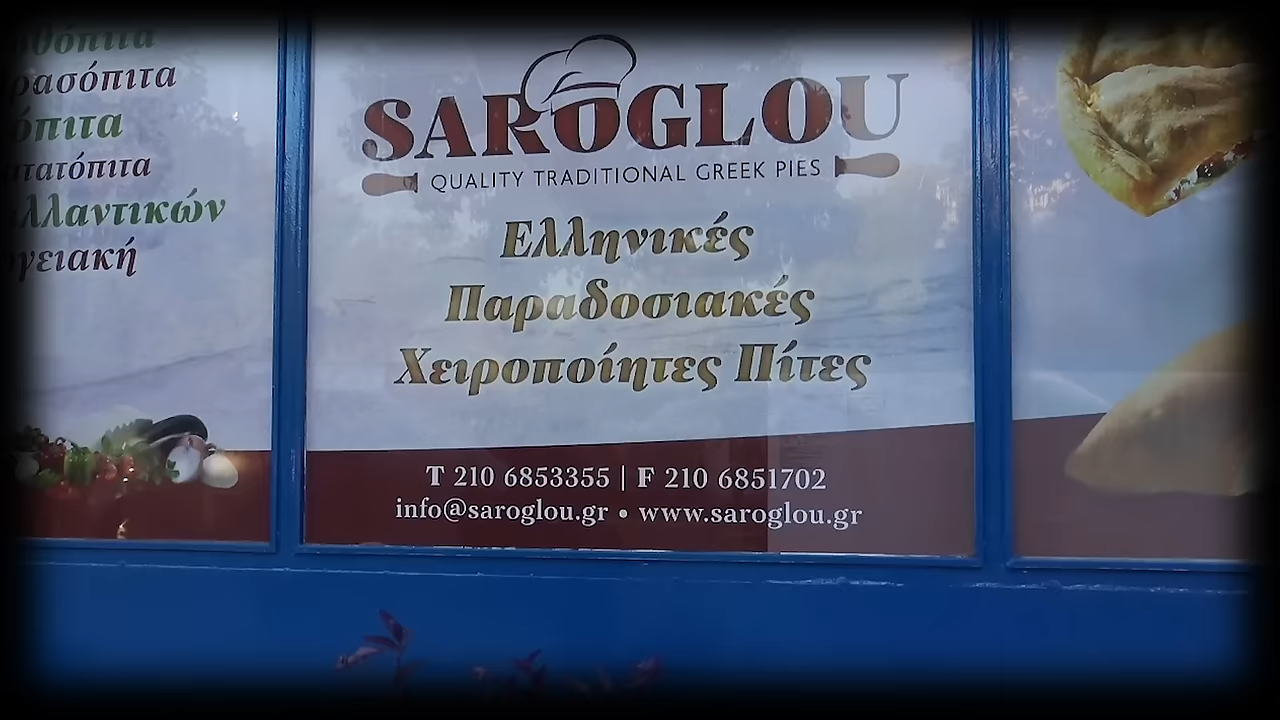 πρασόπιτα
SAROGLOU
QUALITY TRADITIONAL GREEK PIES
Ελληνικές
Παραδοσιακές
Χειροποίητες Πίτες
T 210 6853355 | F 210 6851702
info@saroglou.gr • www.saroglou.gr